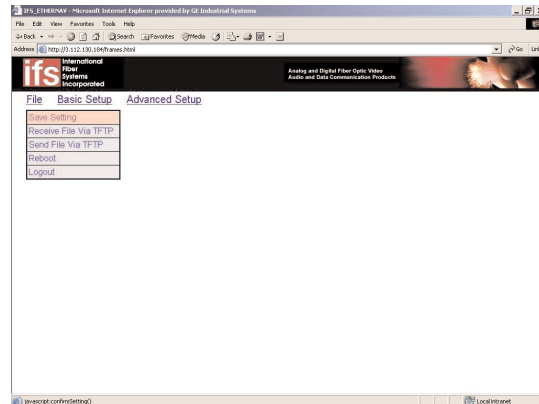 IFS_ETHERNAV - Microsoft Internet Explorer provided by GE Industrial Systems
File Edit View Favorites Tools Help
Back Search Favorites Media
Address http://3.112.130.184/frames.html Go Lin
ifs International
Fiber
Systems
Incorporated
Analog and Digital Fiber Optic Video
Audio and Data Communication Products
File Basic Setup Advanced Setup
Save Setting
Receive File Via TFTP
Send File Via TFTP
Reboot
Logout
javascript:confirmSetting() Local intranet